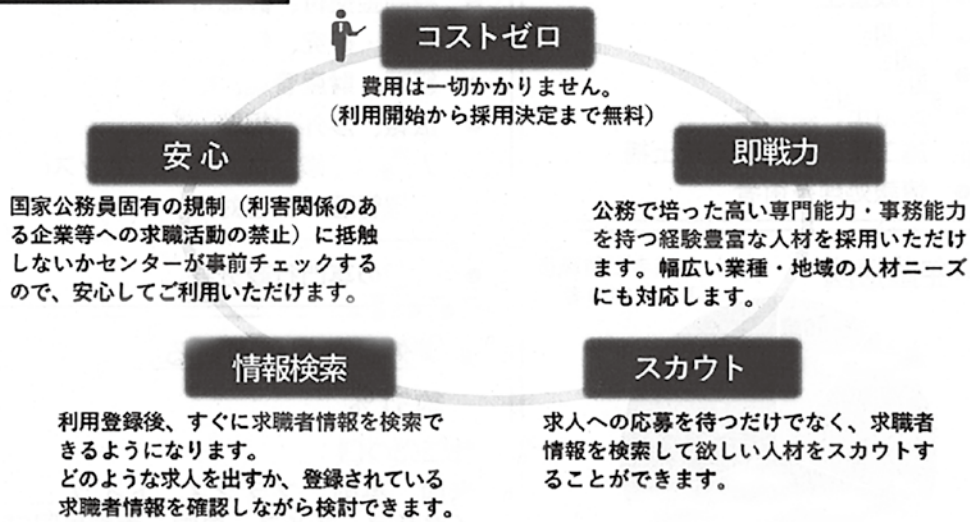 コストゼロ
費用は一切かかりません。
(利用開始から採用決定まで無料)
安 心
国家公務員固有の規制（利害関係のあ
る企業等への求職活動の禁止）に抵触
しないかセンターが事前チェックする
ので、安心してご利用いただけます。
即戦力
公務で培った高い専門能力・事務能力
を持つ経験豊富な人材を採用いただけ
ます。幅広い業種・地域の人材ニーズ
にも対応します。
情報検索
利用登録後、すぐに求職者情報を検索で
きるようになります。
どのような求人を出すか、登録されている
求職者情報を確認しながら検討できます。
スカウト
求人への応募を待つだけでなく、求職者
情報を検索して欲しい人材をスカウトす
ることができます。